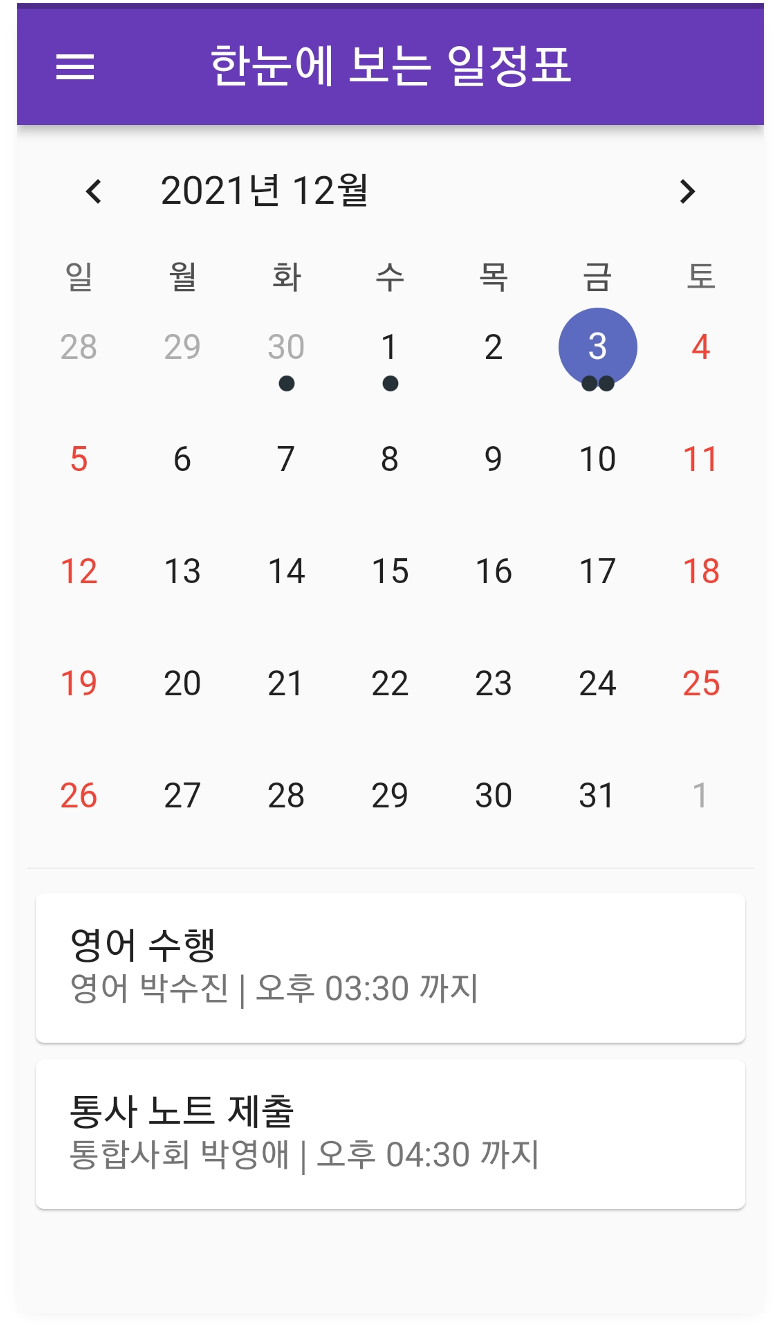 한눈에 보는 일정표
2021년 12월
일 월 화 수 목 금 토
28 29 30 1 2 3 4
5 6 7 8 9 10 11
12 13 14 15 16 17 18
19 20 21 22 23 24 25
26 27 28 29 30 31 1
영어 수행
영어 박수진 | 오후 03:30 까지
통사 노트 제출
통합사회 박영애 | 오후 04:30 까지